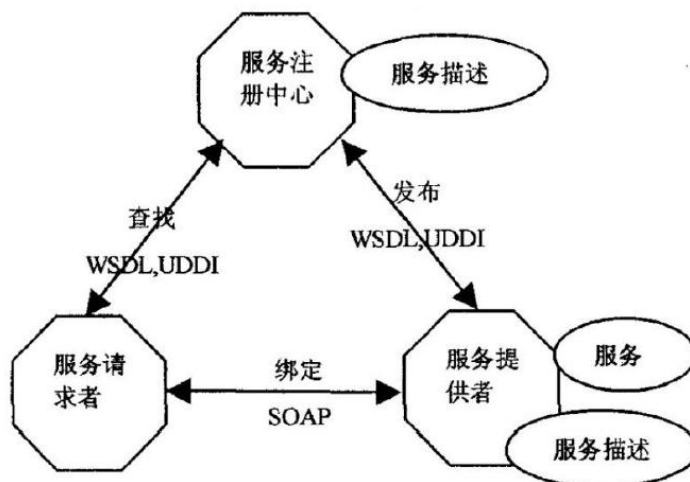 服务注
册中心
服务描述
查找
WSDL,UDDI
发布
WSDL,UDDI
服务请
求者
绑定
SOAP
服务提
供者
服务
服务描述